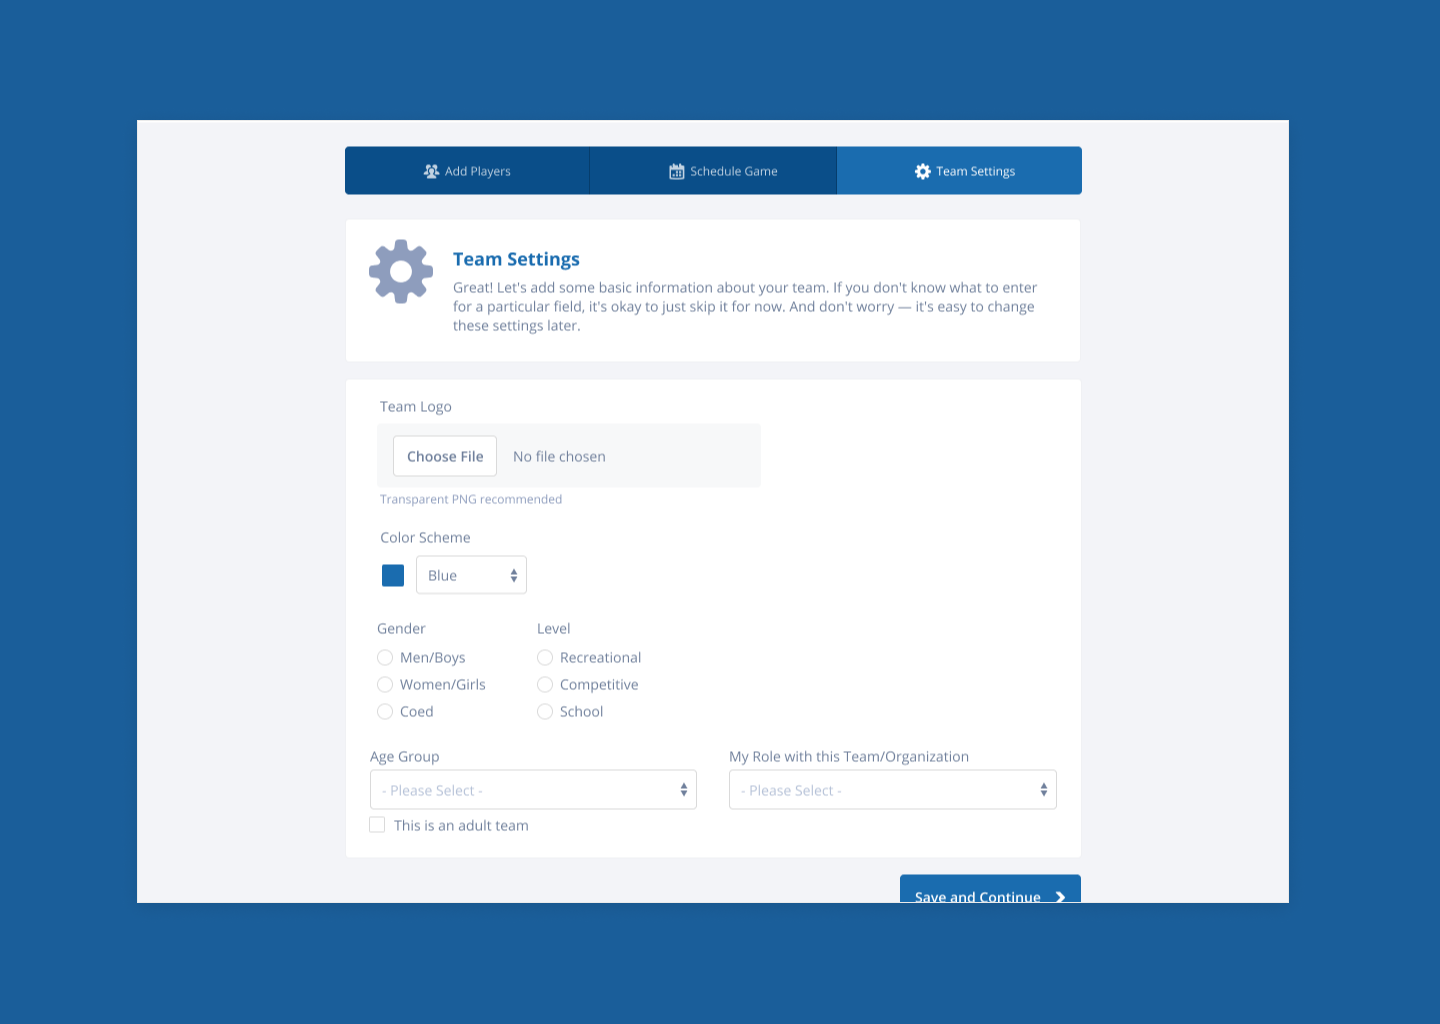 Add Players
Schedule Game
Team Settings
Team Settings
Great! Let's add some basic information about your team. If you don't know what to enter
for a particular field, it's okay to just skip it for now. And don't worry — it's easy to change
these settings later.
Team Logo
Choose File
No file chosen
Transparent PNG recommended
Color Scheme
Blue
Gender
Men/Boys
Women/Girls
Coed
Level
Recreational
Competitive
School
Age Group
- Please Select -
This is an adult team
My Role with this Team/Organization
- Please Select -
Save and Continue